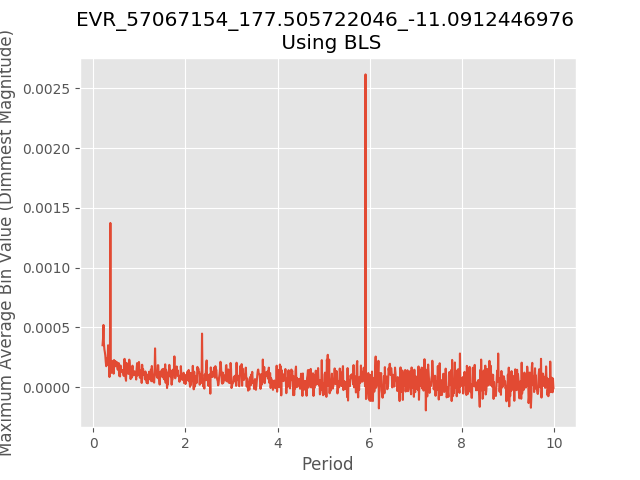 EVR_57067154_177.505722046_-11.0912446976
Using BLS
Maximum Average Bin Value (Dimmest Magnitude)
0.0025
0.0020
0.0015
0.0010
0.0005
0.0000
0 2 4 6 8 10
Period